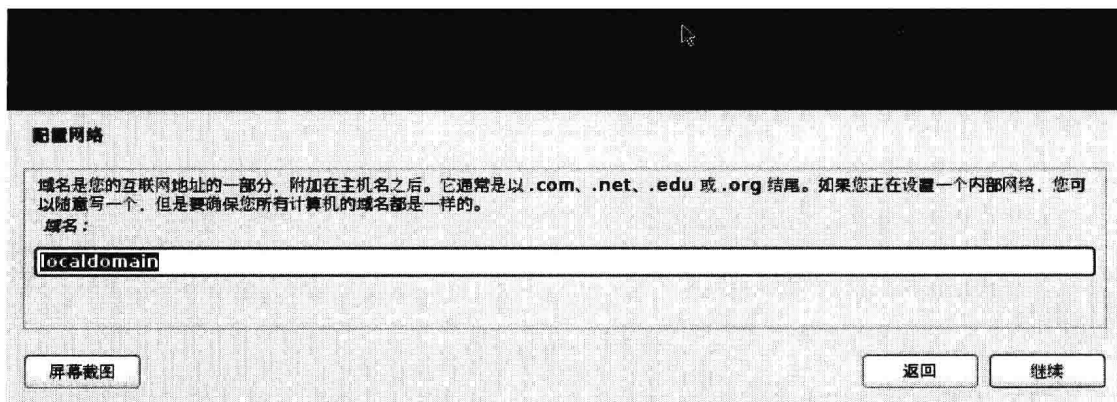 配置网络
域名是您的互联网地址的一部分，附加在主机名之后。它通常是以 .com、.net、.edu 或 .org 结尾。如果您正在设置一个内部网络，您可
以随意写一个，但是要确保您所有计算机的域名都是一样的。
域名：
localdomain
屏幕截图
返回
继续